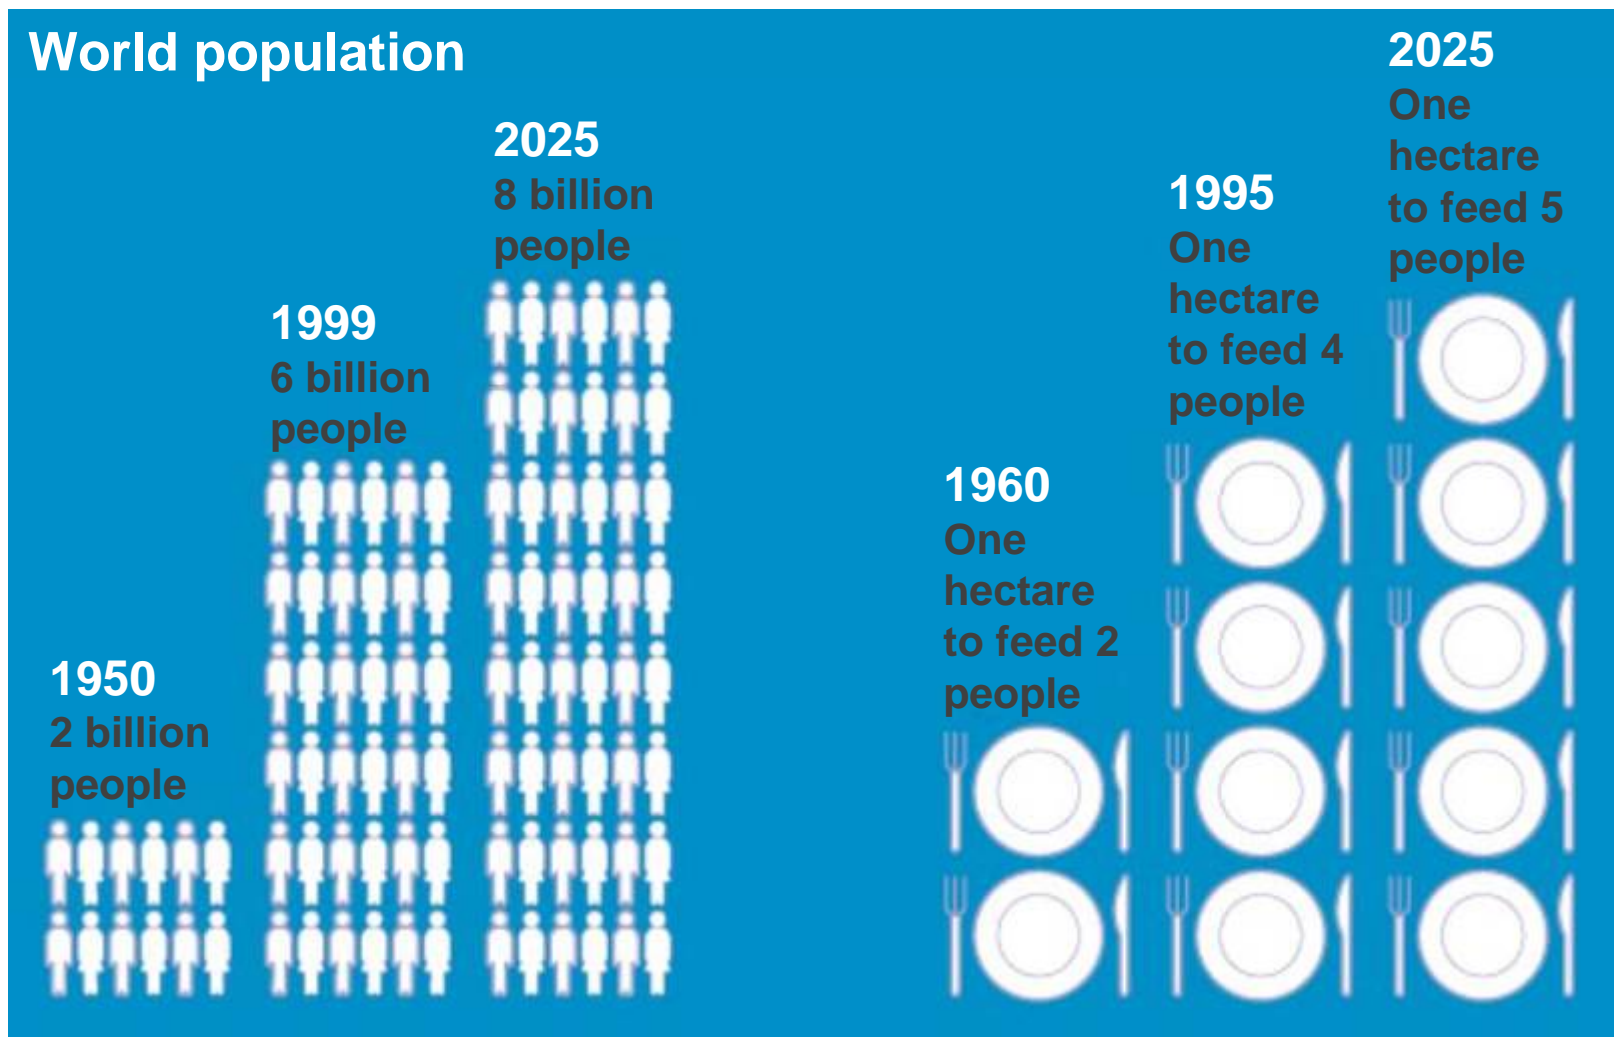 World population
1950
2 billion
people
1999
6 billion
people
2025
8 billion
people
1960
One
hectare
to feed 2
people
1995
One
hectare
to feed 4
people
2025
One
hectare
to feed 5
people